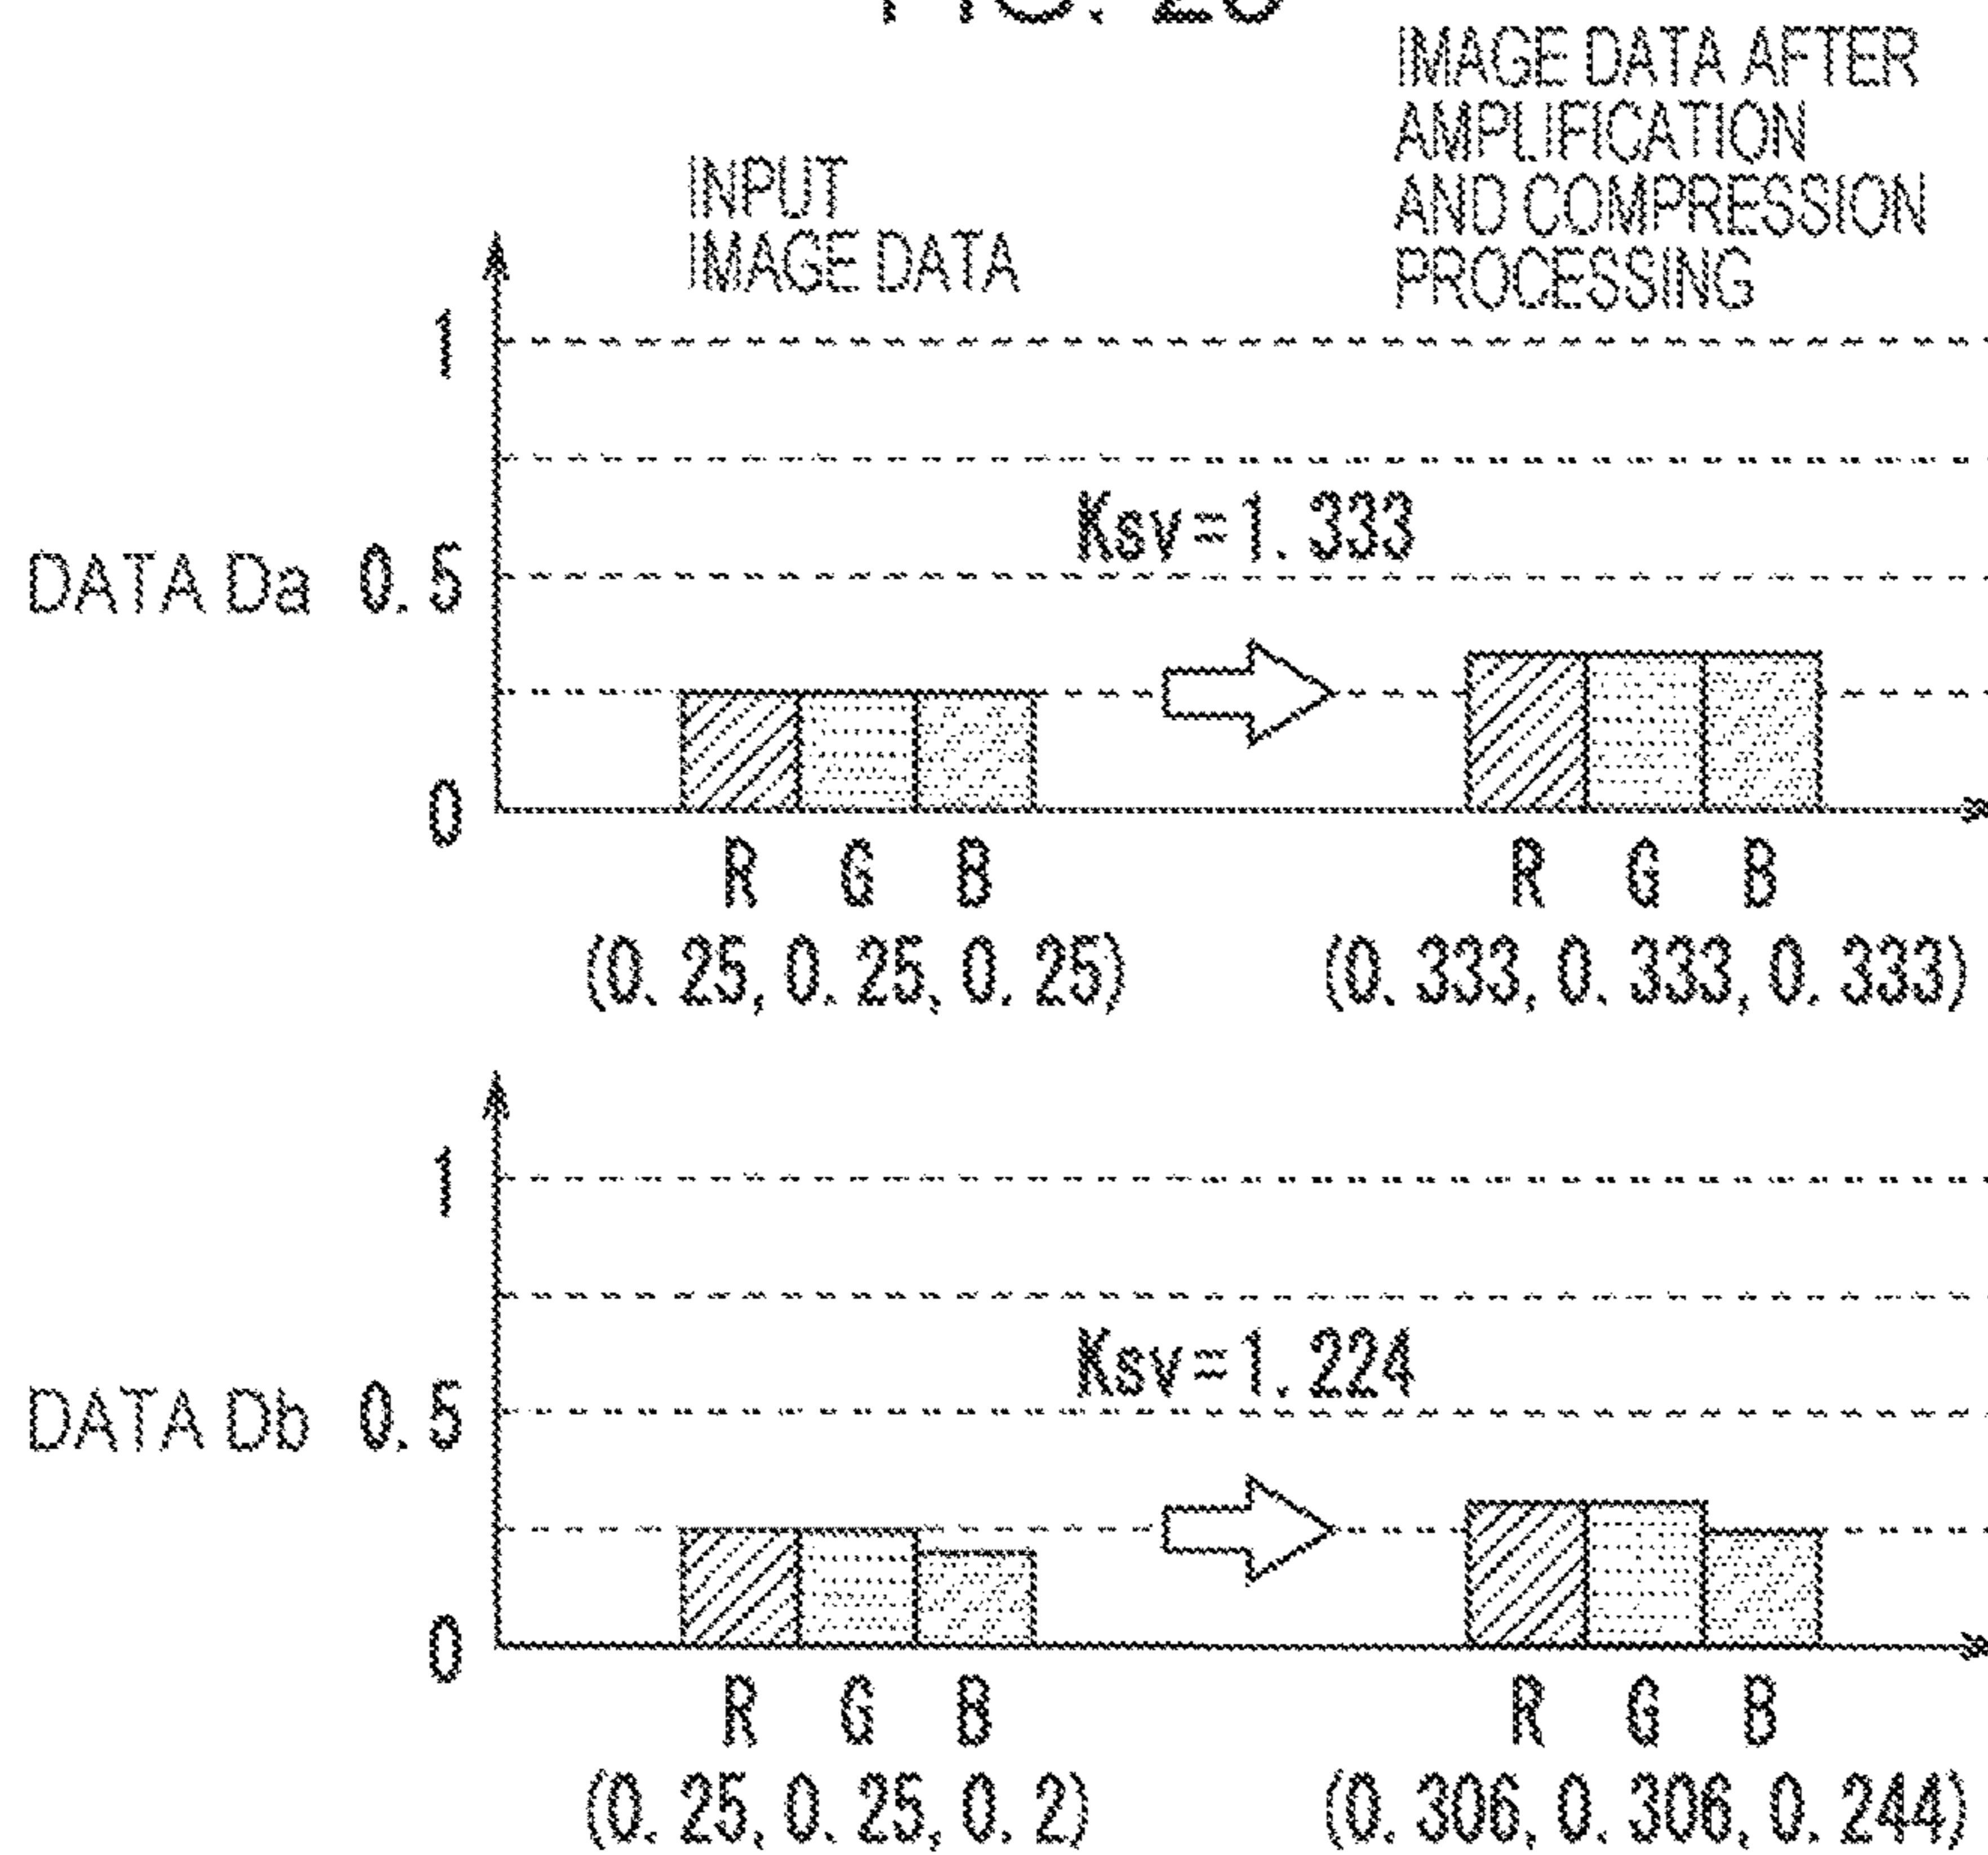 INPUT
IMAGE DATA
IMAGE DATA AFTER
AMPLIFICATION
AND COMPRESSION
PROCESSING
1
Ksv=1.333
DATA Da 0.5
0
R G B
R G B
(0.25, 0.25, 0.25)
(0.333, 0.333, 0.333)
1
Ksv=1.224
DATA Db 0.5
0
R G B
R G B
(0.25, 0.25, 0.2)
(0.306, 0.306, 0.244)